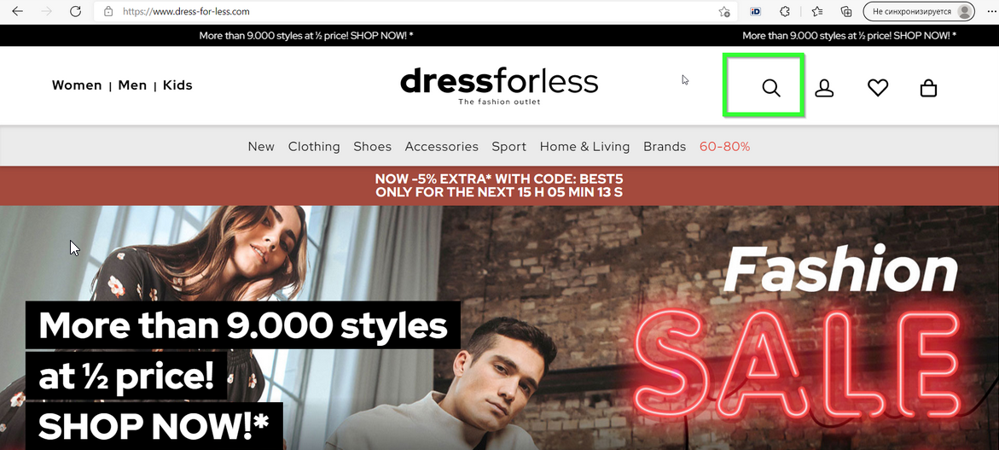 https://www.dress-for-less.com
iD
Не синхронизируется
More than 9.000 styles at ½ price! SHOP NOW! *
More than 9.000 styles at ½ price! SHOP NOW! *
Women | Men | Kids
dressforless
The fashion outlet
New Clothing Shoes Accessories Sport Home & Living Brands 60-80%
NOW -5% EXTRA* WITH CODE: BEST5
ONLY FOR THE NEXT 15 H 05 MIN 13 S
Fashion
SALE
More than 9.000 styles
at ½ price!
SHOP NOW!*